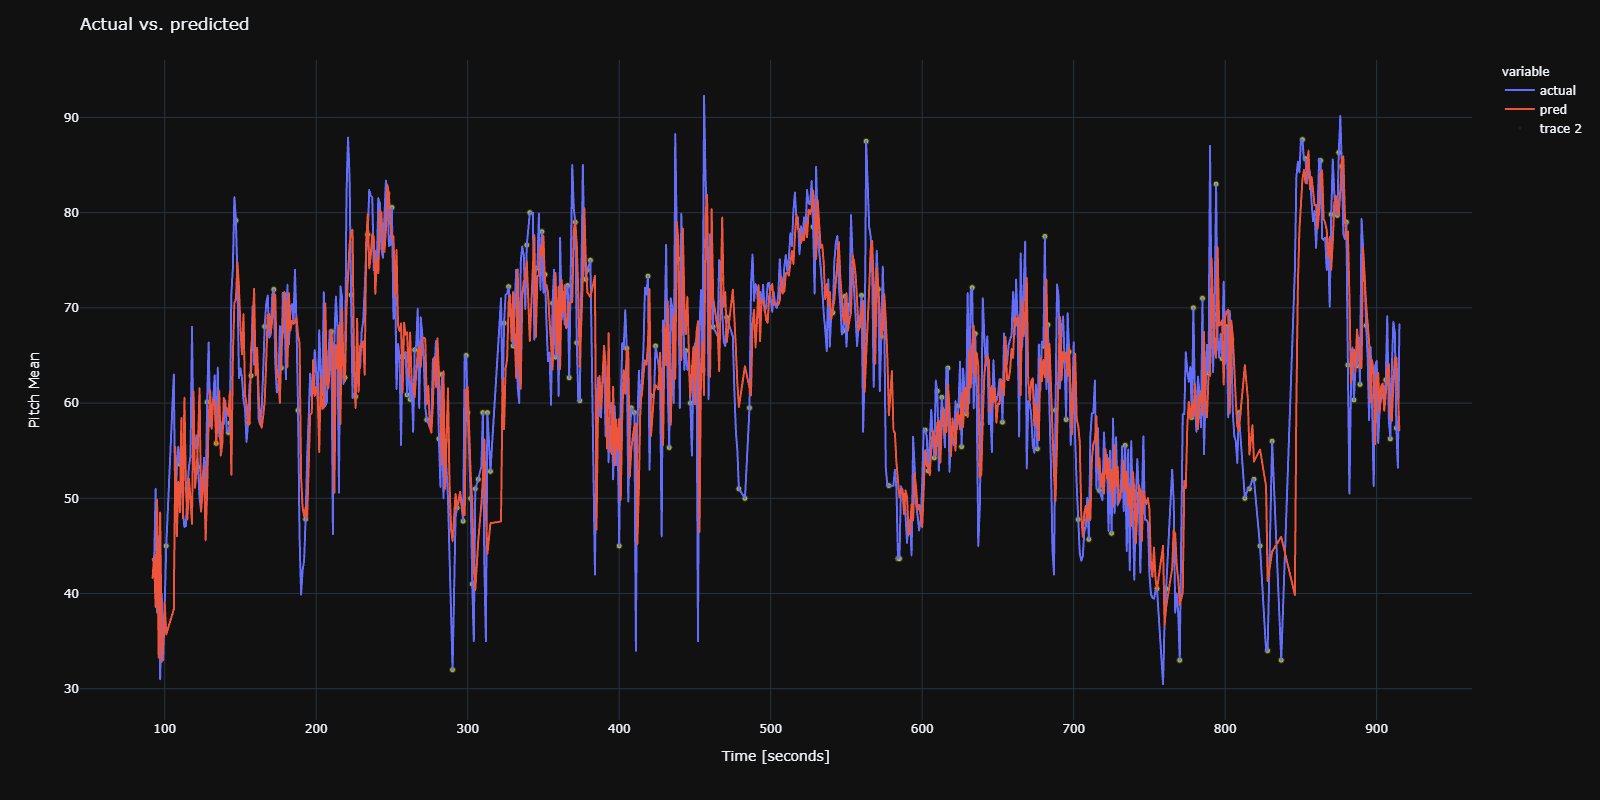 Actual vs. predicted
variable
actual
pred
trace 2
Pitch Mean
90
80
70
60
50
40
30
100 200 300 400 500 600 700 800 900
Time [seconds]